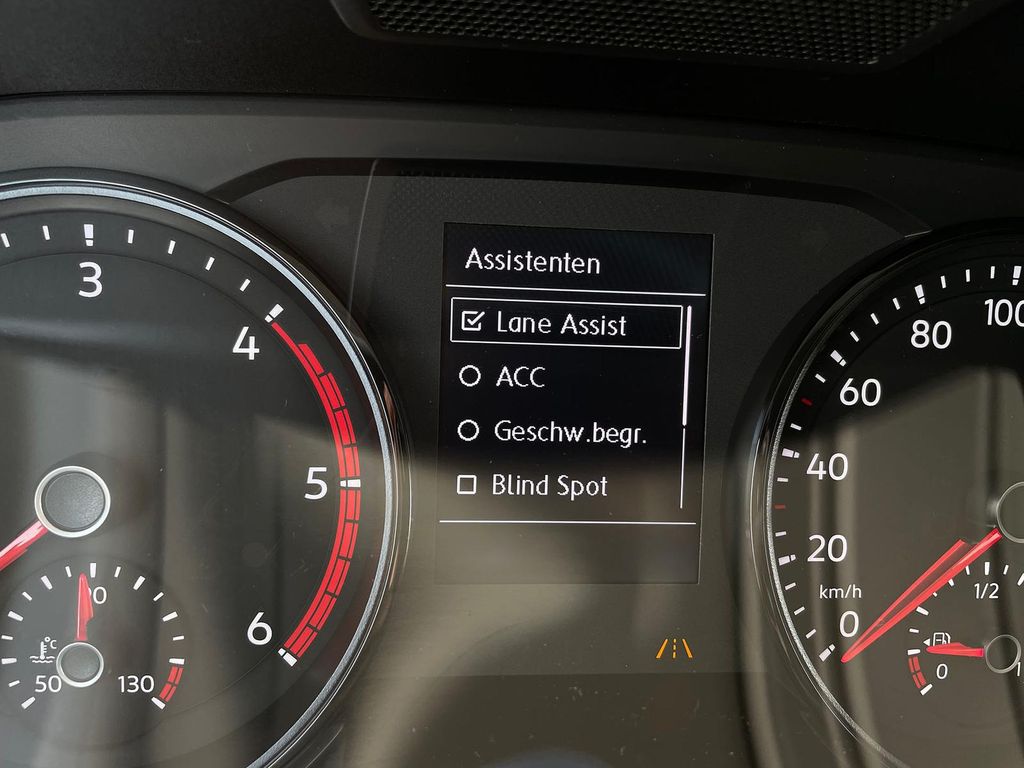 Assistenten
Lane Assist
ACC
Geschw.begr.
Blind Spot
3
4
5
6
50
130
°C
100
80
60
40
20
km/h
0
1/2
0